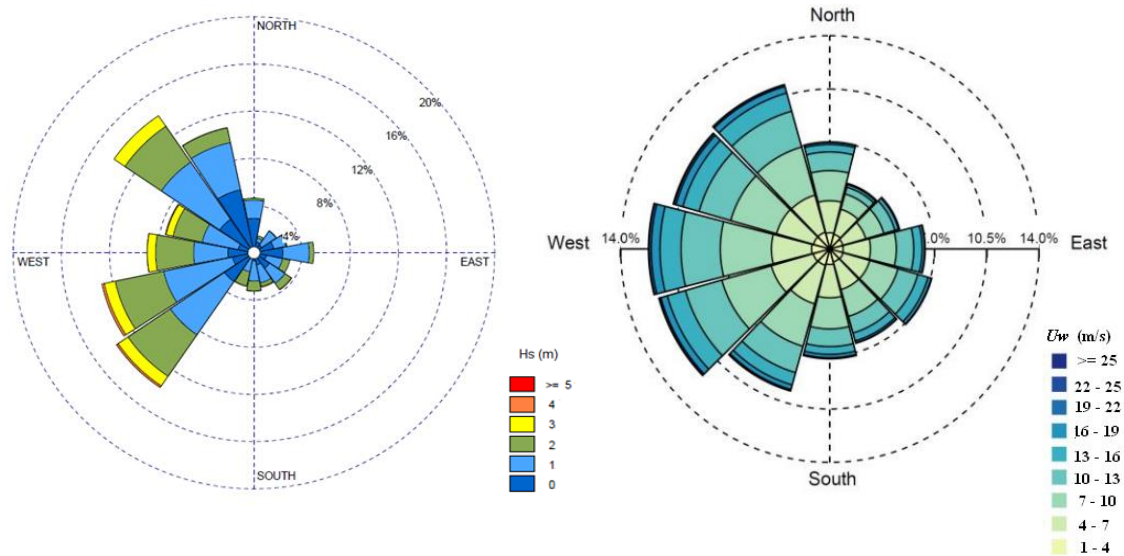 NORTH
20%
16%
12%
8%
4%
WEST
EAST
SOUTH
Hs (m)
>= 5
4
3
2
1
0
North
West
14.0%
.0%
10.5%
14.0%
East
South
Uw (m/s)
>= 25
22 - 25
19 - 22
16 - 19
13 - 16
10 - 13
7 - 10
4 - 7
1 - 4